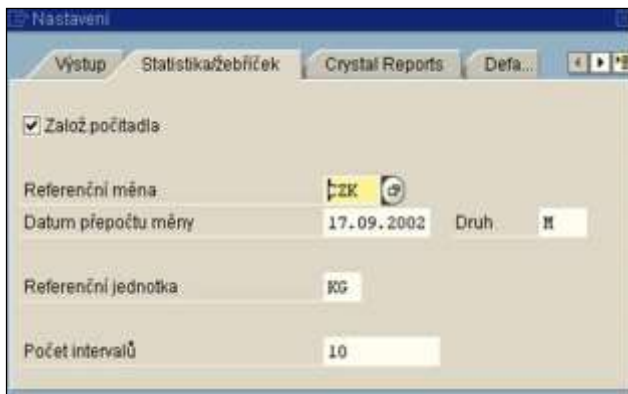 Nastavení
Výstup Statistika/žebříček Crystal Reports Defa...
Založ počitadla
Referenční měna CZK
Datum přepočtu měny 17.09.2002 Druh M
Referenční jednotka KG
Počet intervalů 10